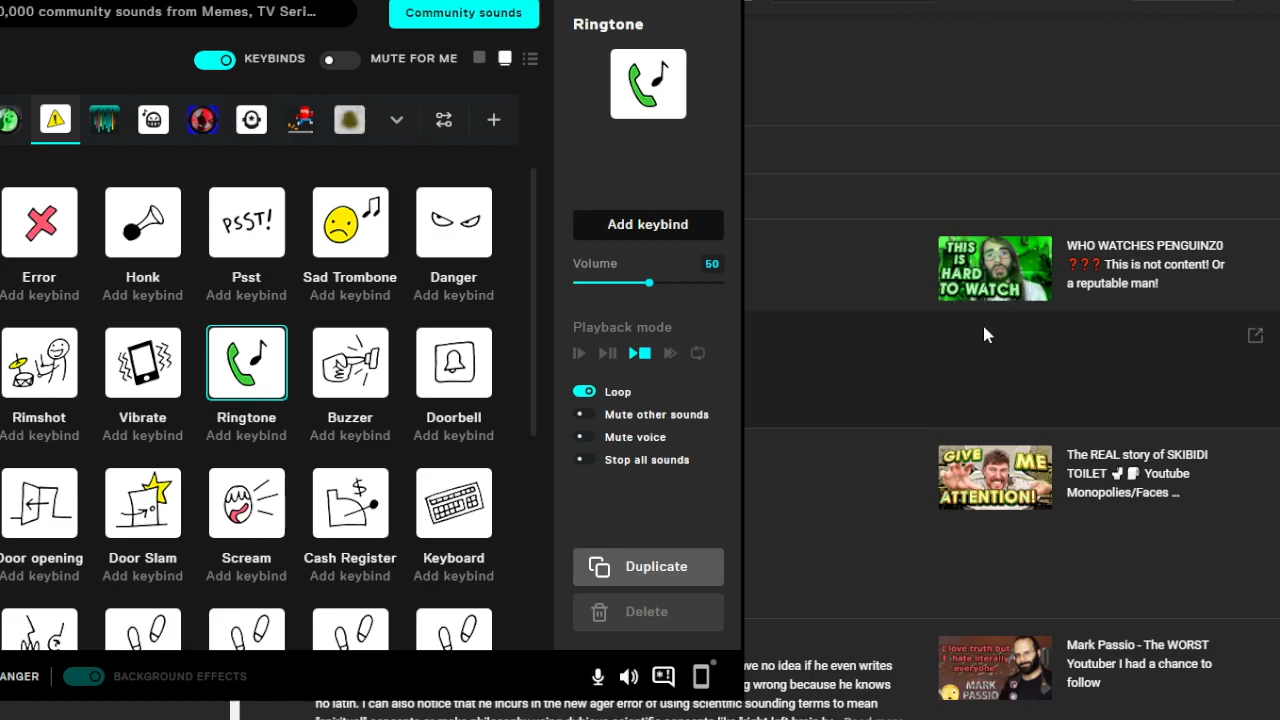 0,000 community sounds from Memes, TV Seri...
Community sounds
KEYBINDS
MUTE FOR ME
PSST!
Error
Honk
Psst
Sad Trombone
Danger
Add keybind
Add keybind
Add keybind
Add keybind
Add keybind
Rimshot
Vibrate
Ringtone
Buzzer
Doorbell
Add keybind
Add keybind
Add keybind
Add keybind
Add keybind
Door opening
Door Slam
Scream
Cash Register
Keyboard
Add keybind
Add keybind
Add keybind
Add keybind
Add keybind
ANGER
BACKGROUND EFFECTS
Ringtone
Add keybind
Volume
50
Playback mode
Loop
Mute other sounds
Mute voice
Stop all sounds
Duplicate
Delete
THIS
IS
HARD
TO WATCH
WHO WATCHES PENGUINZ0
❓❓❓ This is not content! Or
a reputable man!
GIVE ME
ATTENTION!
The REAL story of SKIBIDI
TOILET 🚽🧻 Youtube
Monopolies/Faces ...
I love truth but
I hate literally
everyone
MARK
PASSIO
Mark Passio - The WORST
Youtuber I had a chance to
follow
ve no idea if he even writes
g wrong because he knows
no latin. I can also notice that he incurs in the new ager error of using scientific sounding terms to mean